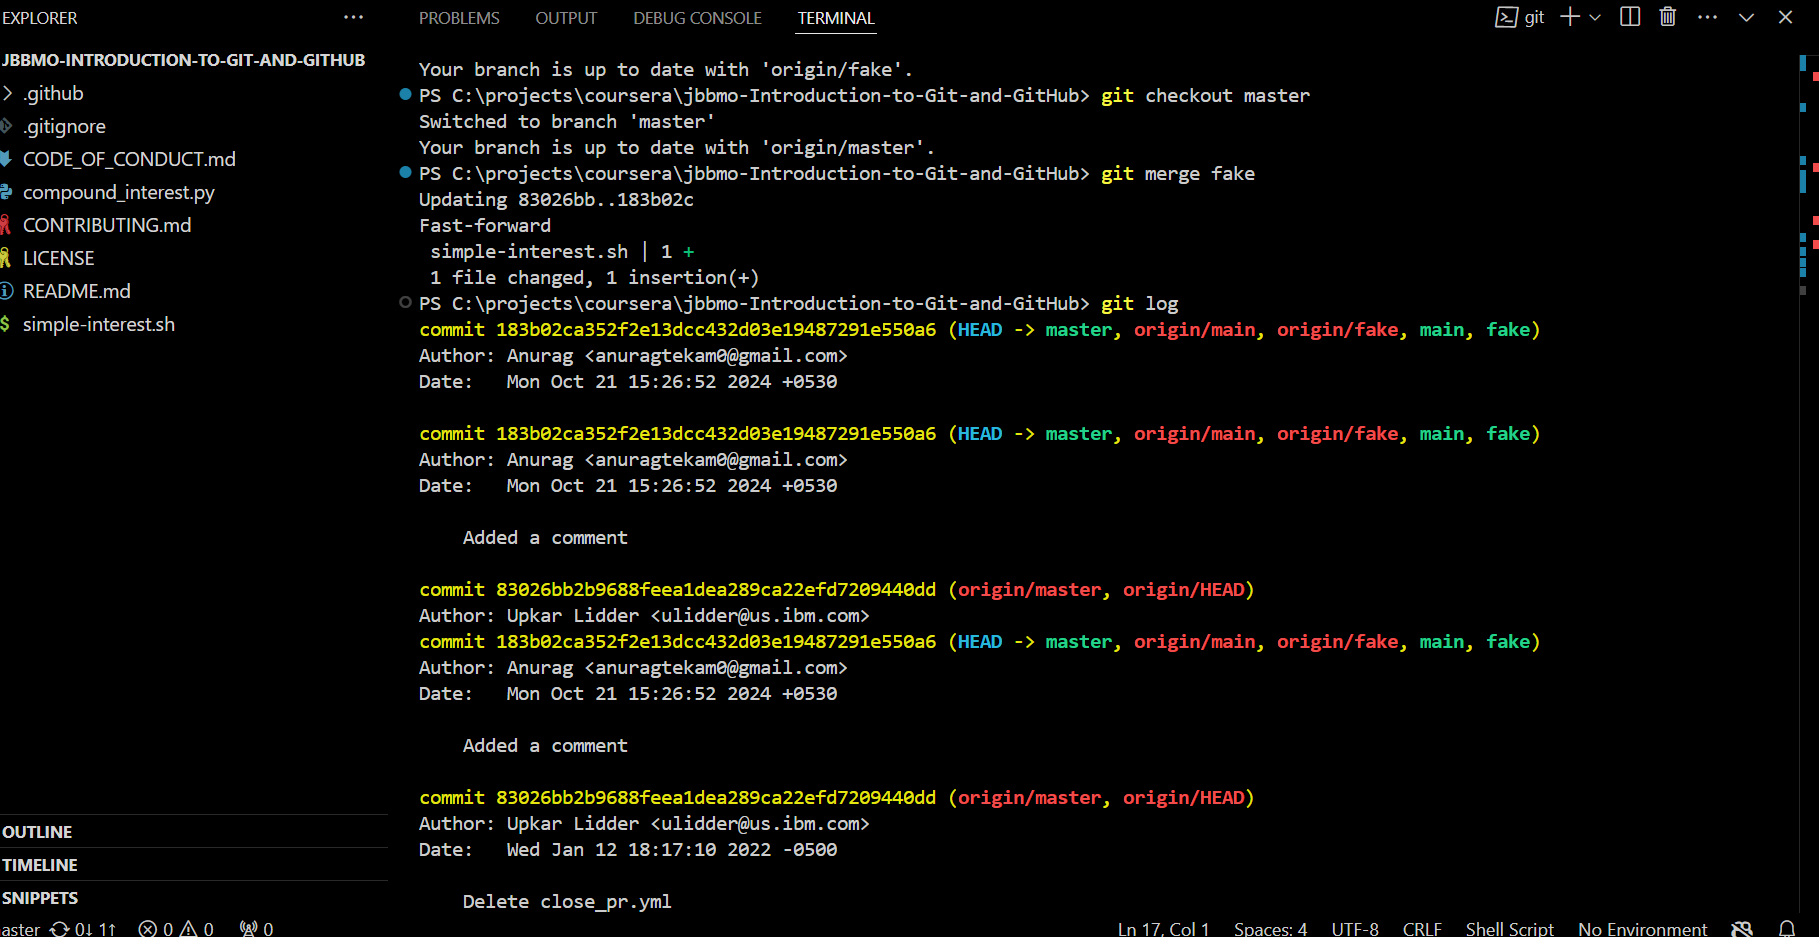 EXPLORER
JBBMO-INTRODUCTION-TO-GIT-AND-GITHUB
.github
.gitignore
CODE_OF_CONDUCT.md
compound_interest.py
CONTRIBUTING.md
LICENSE
README.md
simple-interest.sh
OUTLINE
TIMELINE
SNIPPETS
PROBLEMS OUTPUT DEBUG CONSOLE TERMINAL git
Your branch is up to date with 'origin/fake'.
PS C:\projects\coursera\jbbmo-Introduction-to-Git-and-GitHub> git checkout master
Switched to branch 'master'
Your branch is up to date with 'origin/master'.
PS C:\projects\coursera\jbbmo-Introduction-to-Git-and-GitHub> git merge fake
Updating 83026bb..183b02c
Fast-forward
simple-interest.sh | 1 +
1 file changed, 1 insertion(+)
PS C:\projects\coursera\jbbmo-Introduction-to-Git-and-GitHub> git log
commit 183b02ca352f2e13dcc432d03e19487291e550a6 (HEAD -> master, origin/main, origin/fake, main, fake)
Author: Anurag <anuragtekam0@gmail.com>
Date:   Mon Oct 21 15:26:52 2024 +0530
commit 183b02ca352f2e13dcc432d03e19487291e550a6 (HEAD -> master, origin/main, origin/fake, main, fake)
Author: Anurag <anuragtekam0@gmail.com>
Date:   Mon Oct 21 15:26:52 2024 +0530
Added a comment
commit 83026bb2b9688feea1dea289ca22efd7209440dd (origin/master, origin/HEAD)
Author: Upkar Lidder <ulidder@us.ibm.com>
commit 183b02ca352f2e13dcc432d03e19487291e550a6 (HEAD -> master, origin/main, origin/fake, main, fake)
Author: Anurag <anuragtekam0@gmail.com>
Date:   Mon Oct 21 15:26:52 2024 +0530
Added a comment
commit 83026bb2b9688feea1dea289ca22efd7209440dd (origin/master, origin/HEAD)
Author: Upkar Lidder <ulidder@us.ibm.com>
Date:   Wed Jan 12 18:17:10 2022 -0500
Delete close_pr.yml
aster 0↓ 1↑ 0 0 0 Ln 17, Col 1 Spaces: 4 UTF-8 CRLF Shell Script No Environment